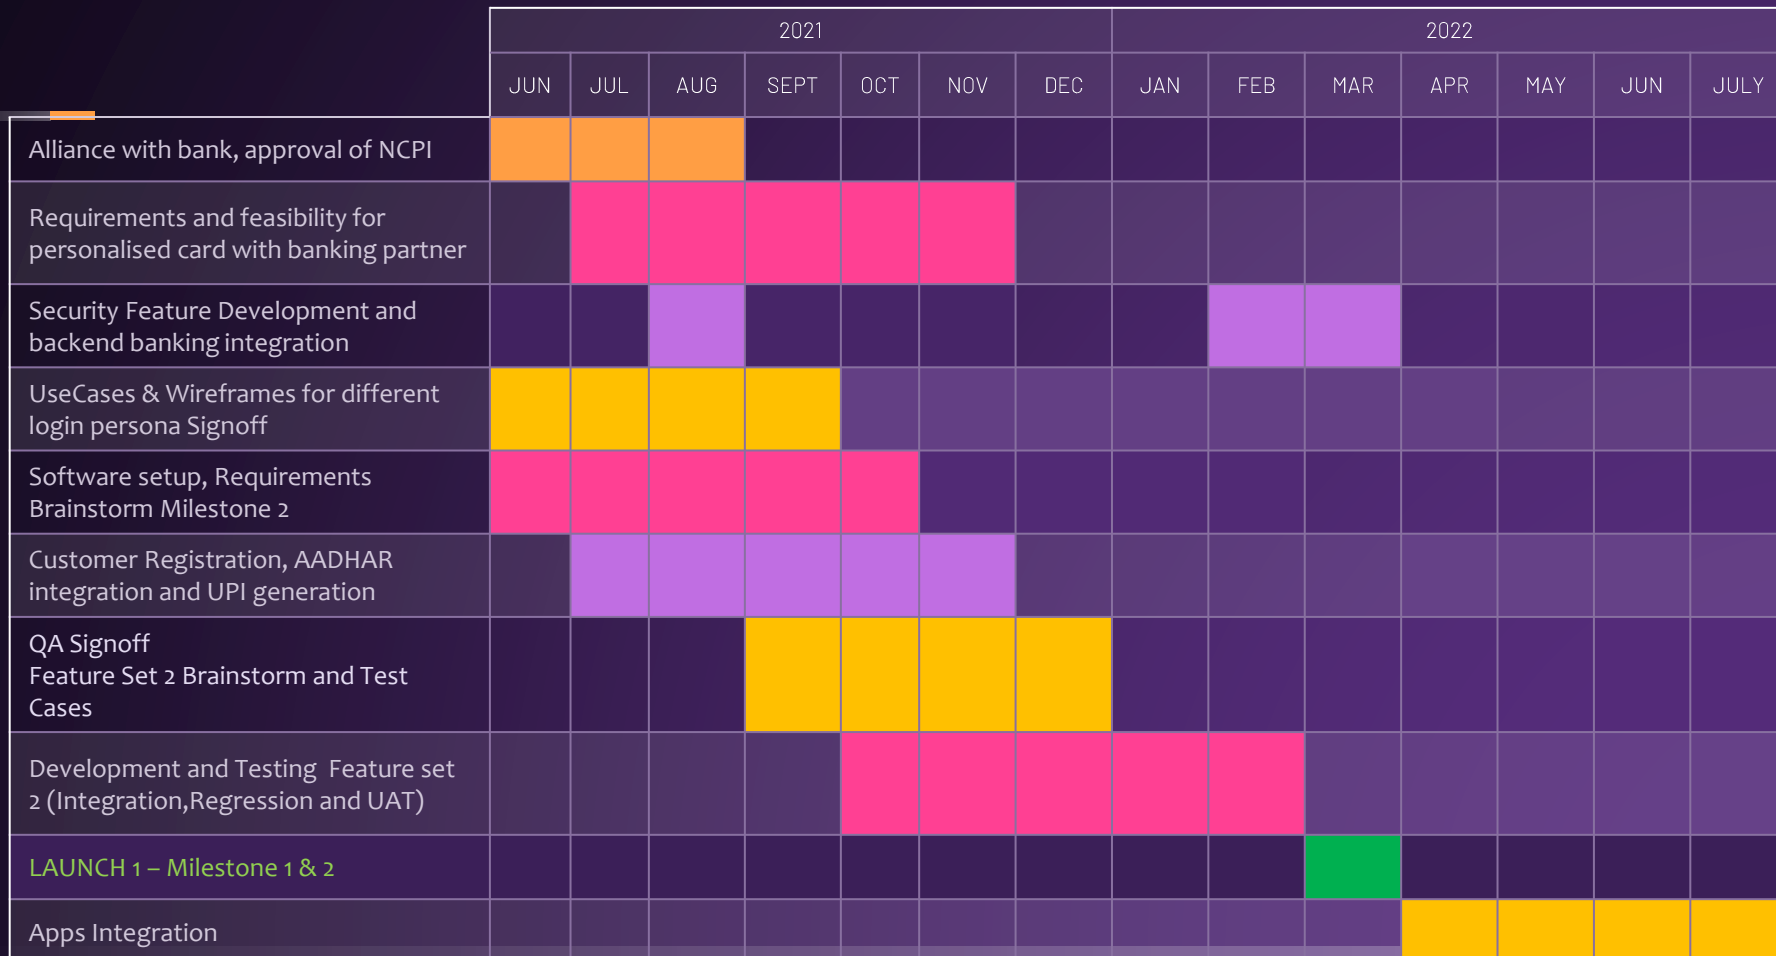 2021 2022
JUN JUL AUG SEPT OCT NOV DEC JAN FEB MAR APR MAY JUN JULY
Alliance with bank, approval of NCPI
Requirements and feasibility for
personalised card with banking partner
Security Feature Development and
backend banking integration
UseCases & Wireframes for different
login persona Signoff
Software setup, Requirements
Brainstorm Milestone 2
Customer Registration, AADHAR
integration and UPI generation
QA Signoff
Feature Set 2 Brainstorm and Test
Cases
Development and Testing Feature set
2 (Integration,Regression and UAT)
LAUNCH 1 – Milestone 1 & 2
Apps Integration